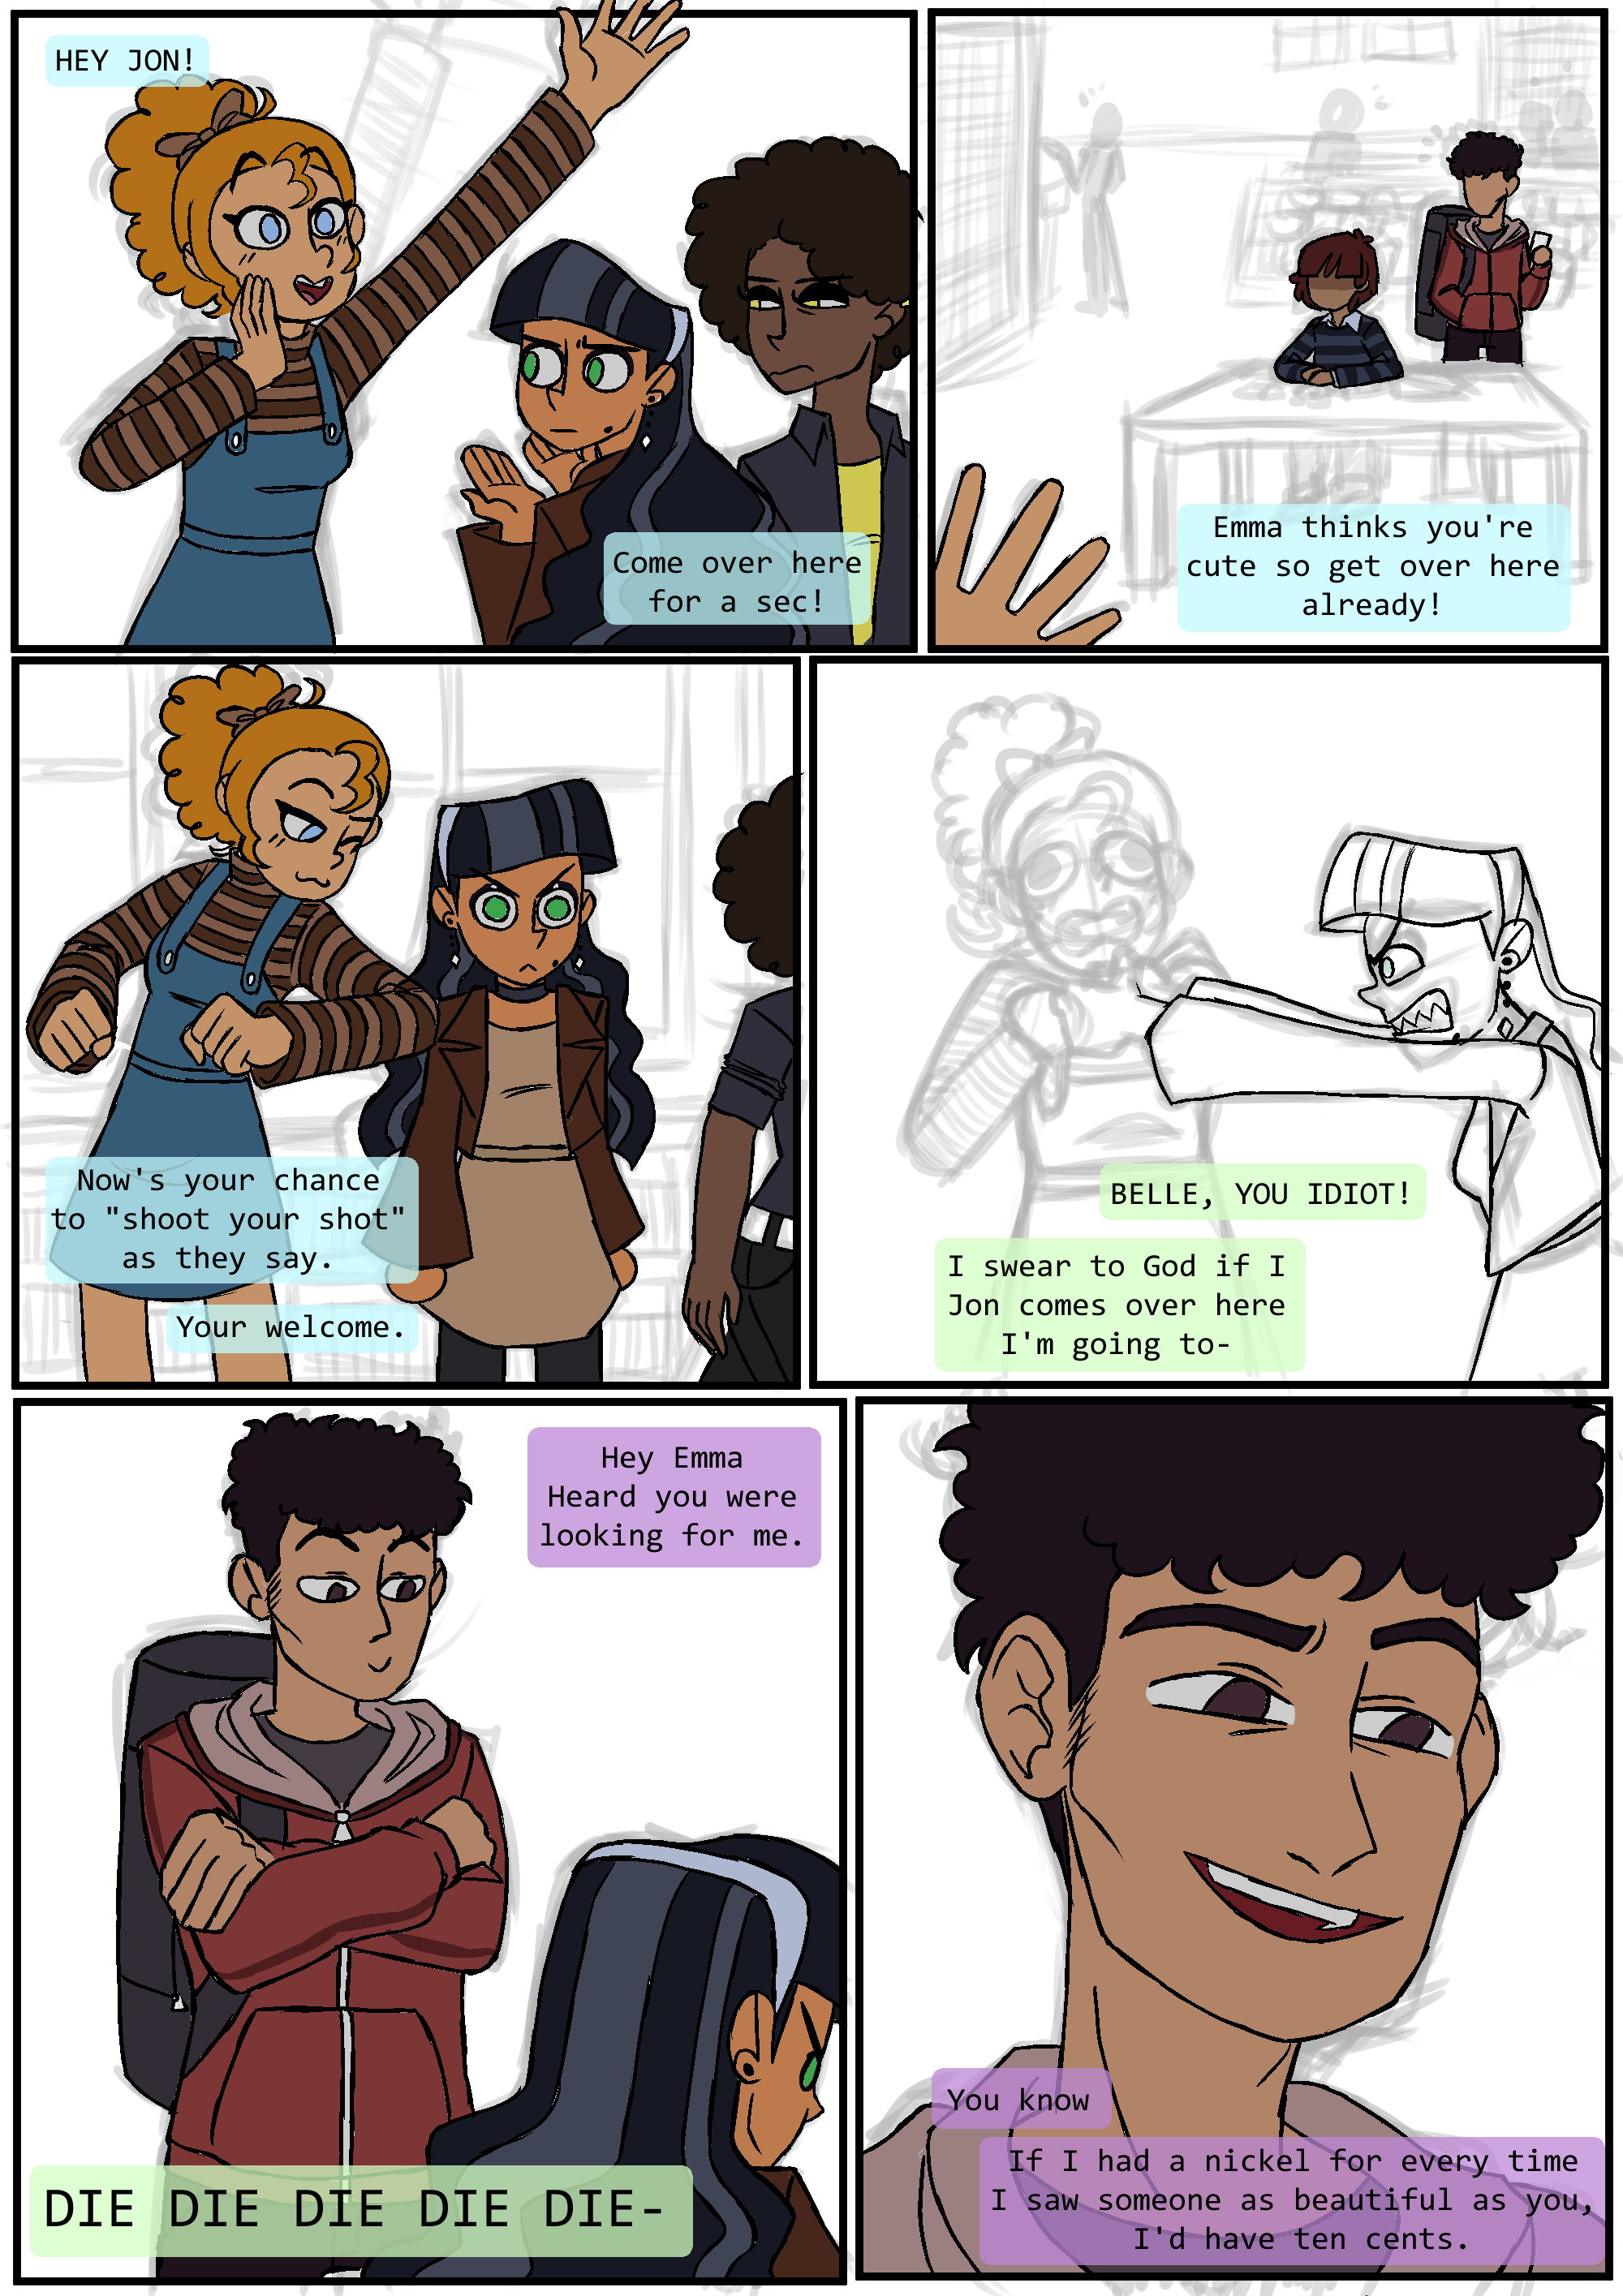 HEY JON!
Come over here
for a sec!
Emma thinks you're
cute so get over here
already!
Now's your chance
to "shoot your shot"
as they say.
Your welcome.
BELLE, YOU IDIOT!
I swear to God if I
Jon comes over here
I'm going to-
Hey Emma
Heard you were
looking for me.
DIE DIE DIE DIE DIE-
You know
If I had a nickel for every time
I saw someone as beautiful as you,
I'd have ten cents.